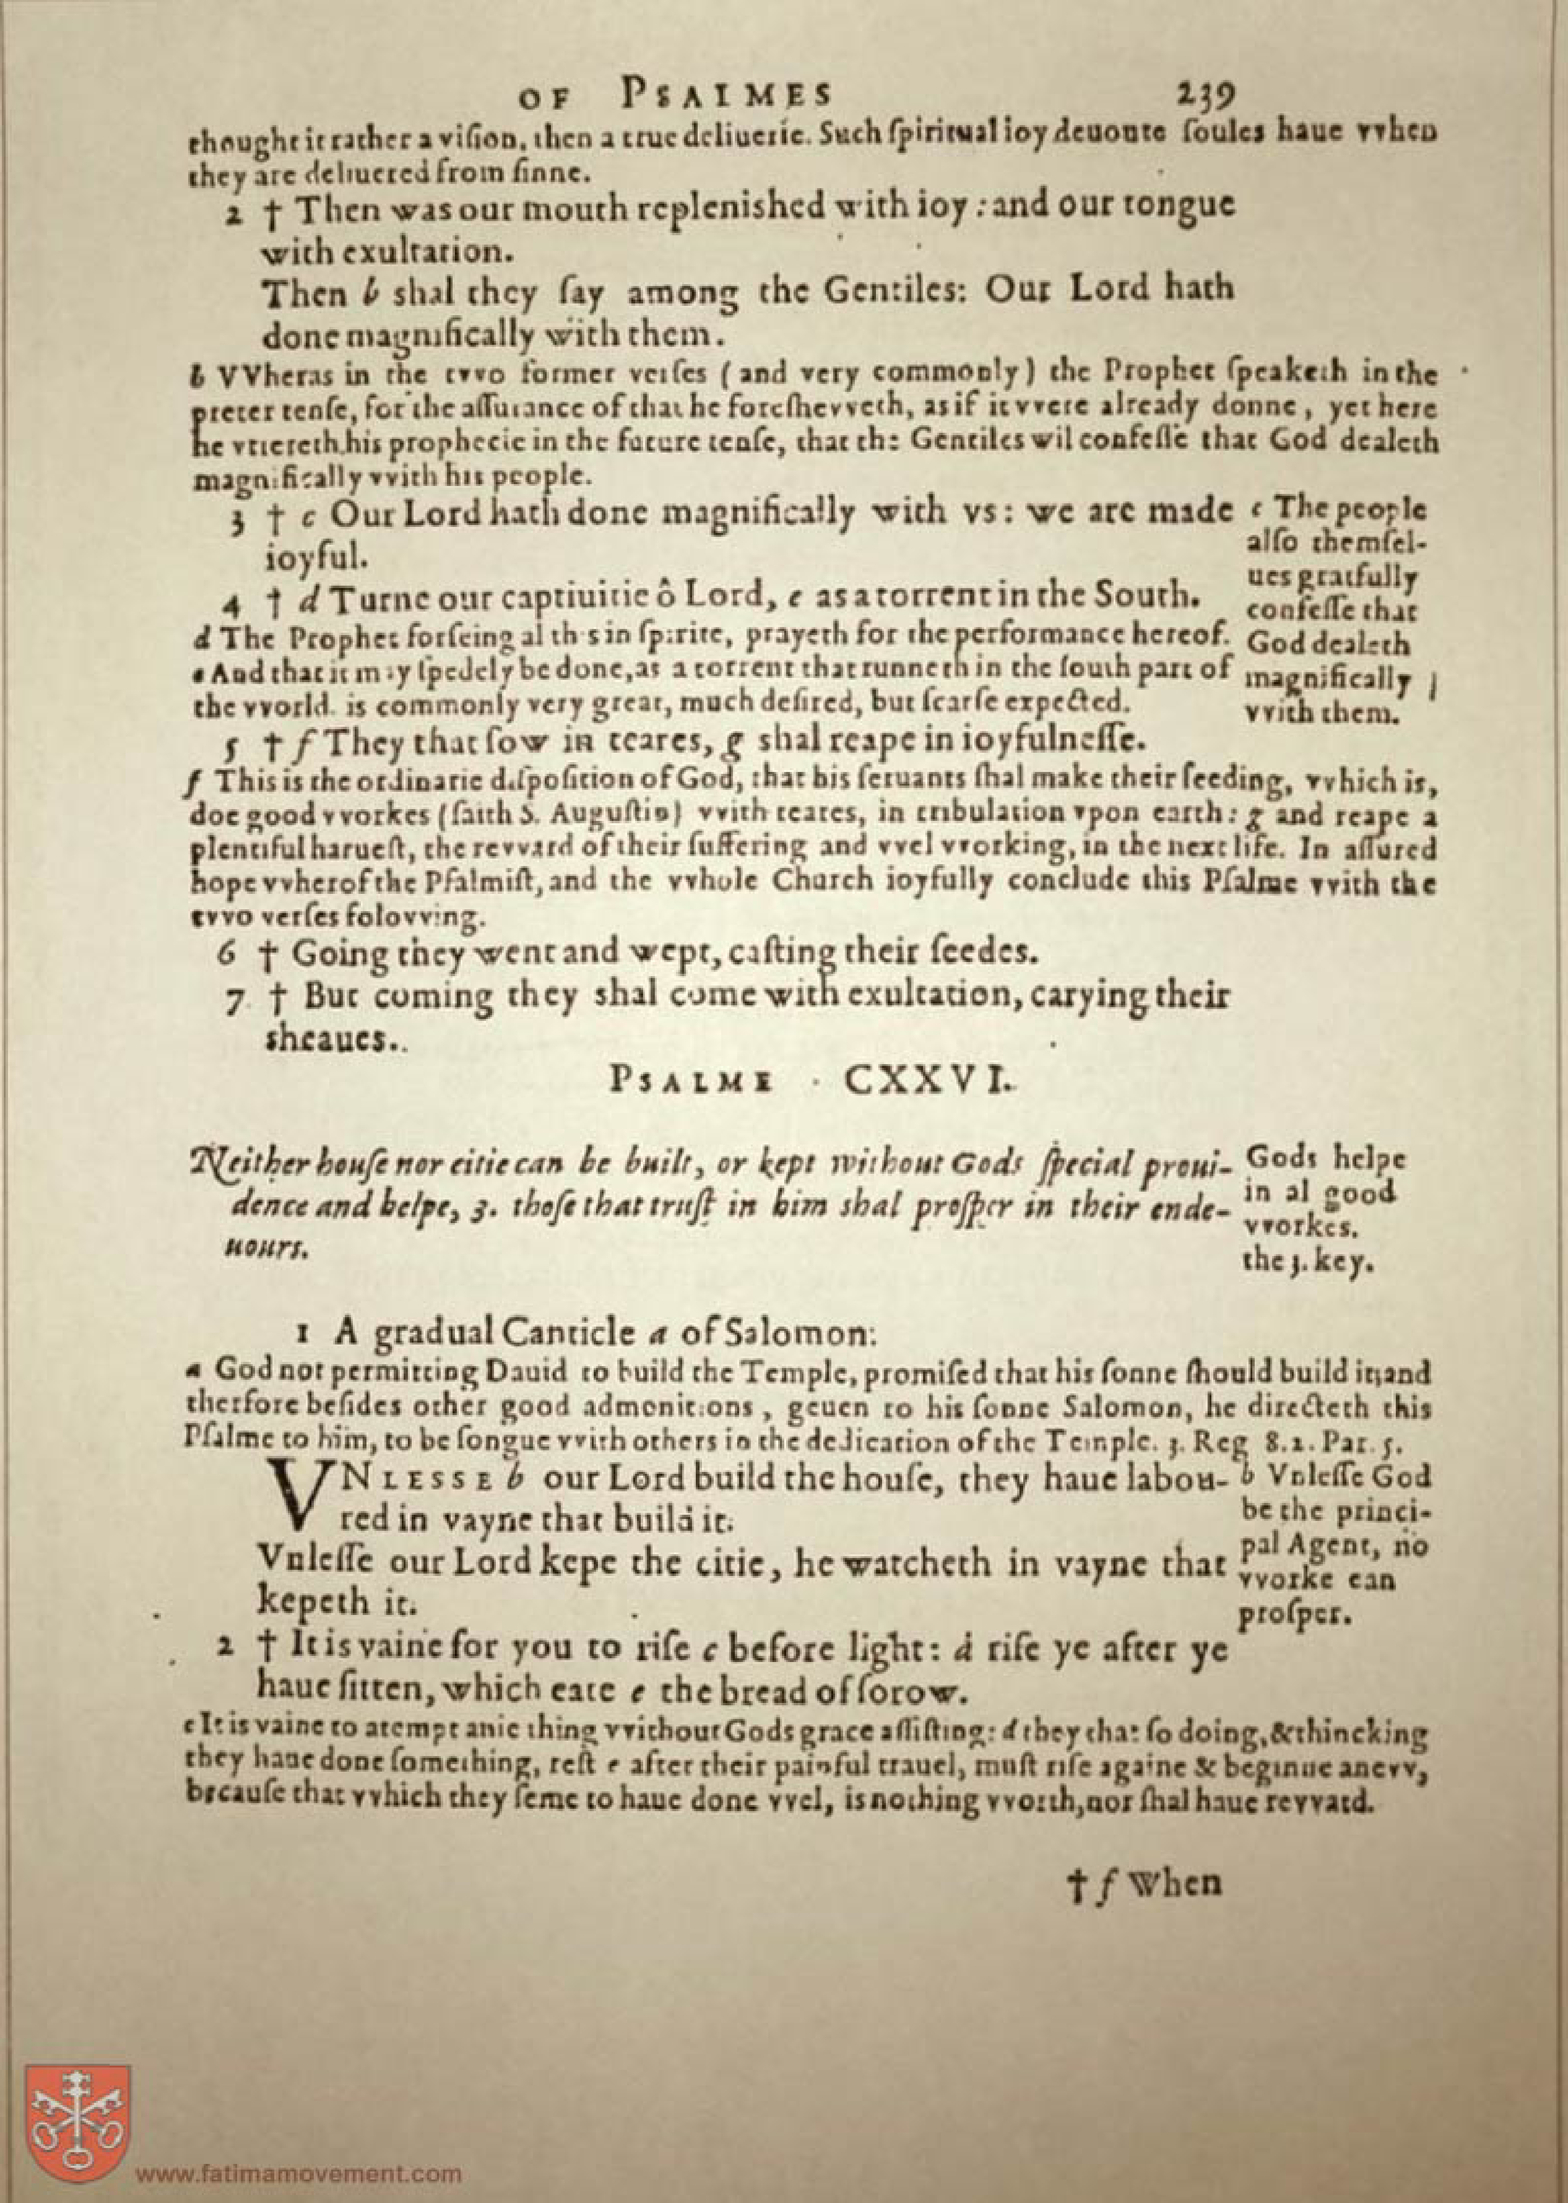 OF PSALMES 239
thought it rather a viſion, then a true deliuerie. Such ſpiritual ioy deuoute ſoules haue vvhen
they are deliuered from ſinne.
2 † Then was our mouth replenished with ioy: and our tongue
with exultation.
Then b shal they ſay among the Gentiles: Our Lord hath
done magnifically with them.
b VVheras in the tvvo former verſes (and very commonly) the Prophet ſpeaketh in the
preter tenſe, for the aſſurance of that he foreſhevveth, as if it vvere already donne, yet here
he vttereth his prophecie in the future tenſe, that the Gentiles wil confeſſe that God dealeth
magnifically vvith his people.
3 † c Our Lord hath done magnifically with vs: we are made
ioyful.
c The people
alſo themſel-
ues gratfully
confeſſe that
God dealeth
magnifically
vvith them.
4 † d Turne our captiuitie ô Lord, e as a torrent in the South.
d The Prophet forſeing al this in ſpirite, prayeth for the performance hereof.
e And that it may ſpedely be done, as a torrent that runneth in the ſouth part of
the vvorld. is commonly very great, much deſired, but ſcarſe expected.
5 † f They that ſow in teares, g shal reape in ioyfulneſſe.
f This is the ordinarie diſpoſition of God, that his ſeruants ſhal make their ſeeding, vvhich is,
doe good vvorkes (ſaith S. Auguſtin) vvith teares, in tribulation vpon earth: g and reape a
plentiful harueſt, the revvard of their ſuffering and vvel vvorking, in the next life. In aſſured
hope vvherof the Pſalmiſt, and the vvhole Church ioyfully conclude this Pſalme vvith the
tvvo verſes folovving.
6 † Going they went and wept, caſting their ſeedes.
7 † But coming they shal come with exultation, carying their
sheaues.
PSALME CXXVI.
Neither houſe nor citie can be built, or kept without Gods ſpecial proui-
dence and helpe, 3. thoſe that truſt in him shal proſper in their ende-
uours.
Gods helpe
in al good
vvorkes.
the 3. key.
1 A gradual Canticle a of Salomon:
a God not permitting Dauid to build the Temple, promiſed that his ſonne ſhould build it; and
therfore beſides other good admonitions, geuen to his ſonne Salomon, he directeth this
Pſalme to him, to be ſongue vvith others in the dedication of the Temple. 3. Reg 8. 2. Par. 5.
VNLESSE b our Lord build the houſe, they haue labou-
red in vayne that build it.
Vnleſſe our Lord kepe the citie, he watcheth in vayne that
kepeth it.
b Vnleſſe God
be the princi-
pal Agent, no
vvorke can
proſper.
2 † It is vaine for you to riſe c before light: d riſe ye after ye
haue ſitten, which eate e the bread of ſorow.
c It is vaine to atempt anie thing vvithout Gods grace aſſiſting: d they that ſo doing, & thincking
they haue done ſomething, reſt e after their painful trauel, muſt riſe againe & beginne anevv,
becauſe that vvhich they ſeme to haue done vvel, is nothing vvorth, nor ſhal haue revvard.
† f When
www.fatimamovement.com